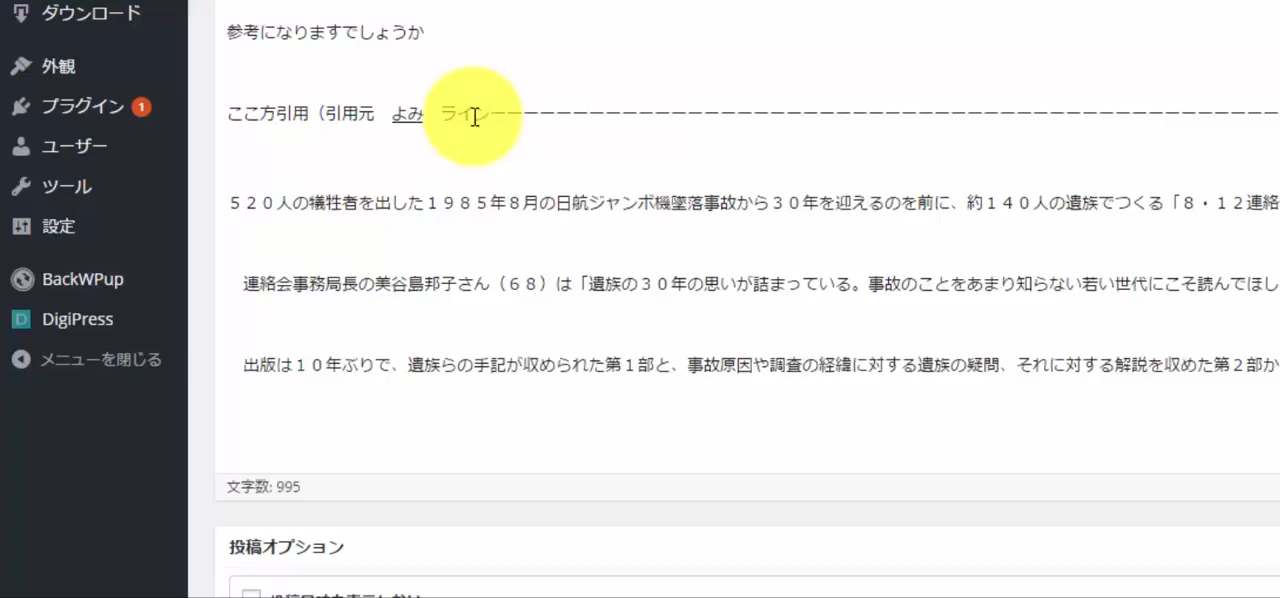 ダウンロード
外観
プラグイン 1
ユーザー
ツール
設定
BackWPup
D DigiPress
メニューを閉じる
参考になりますでしょうか
ここ方引用（引用元　よみ　ライン－－－－－－－－－－－－－－－－－－－－－－－－－－－－－－－－－－－－－－－－－－－－－－－－
５２０人の犠牲者を出した１９８５年８月の日航ジャンボ機墜落事故から３０年を迎えるのを前に、約１４０人の遺族でつくる「８・１２連絡
連絡会事務局長の美谷島邦子さん（６８）は「遺族の３０年の思いが詰まっている。事故のことをあまり知らない若い世代にこそ読んでほし
出版は１０年ぶりで、遺族らの手記が収められた第１部と、事故原因や調査の経緯に対する遺族の疑問、それに対する解説を収めた第２部か
文字数: 995
投稿オプション